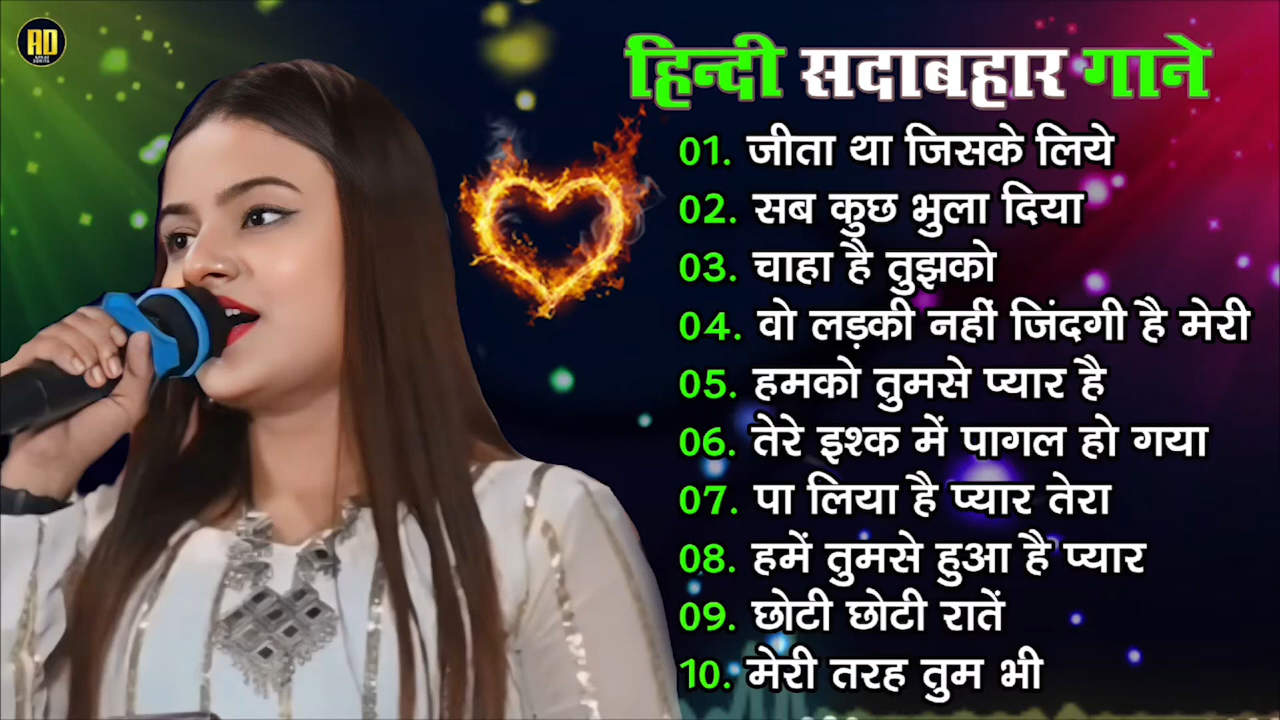 AD
हिन्दी सदाबहार गाने
01. जीता था जिसके लिये
02. सब कुछ भुला दिया
03. चाहा है तुझको
04. वो लड़की नहीं जिंदगी है मेरी
05. हमको तुमसे प्यार है
06. तेरे इश्क में पागल हो गया
07. पा लिया है प्यार तेरा
08. हमें तुमसे हुआ है प्यार
09. छोटी छोटी रातें
10. मेरी तरह तुम भी